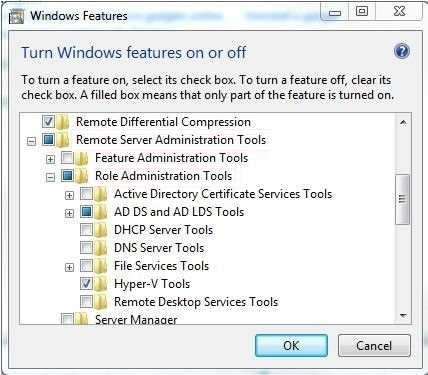 Windows Features
Turn Windows features on or off
To turn a feature on, select its check box. To turn a feature off, clear its
check box. A filled box means that only part of the feature is turned on.
Remote Differential Compression
Remote Server Administration Tools
Feature Administration Tools
Role Administration Tools
Active Directory Certificate Services Tools
AD DS and AD LDS Tools
DHCP Server Tools
DNS Server Tools
File Services Tools
Hyper-V Tools
Remote Desktop Services Tools
Server Manager
OK Cancel